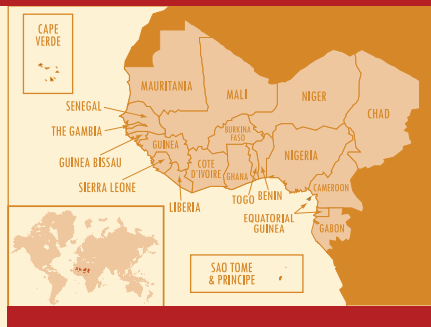 CAPE
VERDE
MAURITANIA
MALI
NIGER
CHAD
SENEGAL
THE GAMBIA
GUINEA BISSAU
SIERRA LEONE
GUINEA
BURKINA
FASO
COTE
D'IVOIRE
GHANA
NIGERIA
LIBERIA
TOGO
BENIN
CAMEROON
EQUATORIAL
GUINEA
GABON
SAO TOME
& PRINCIPE